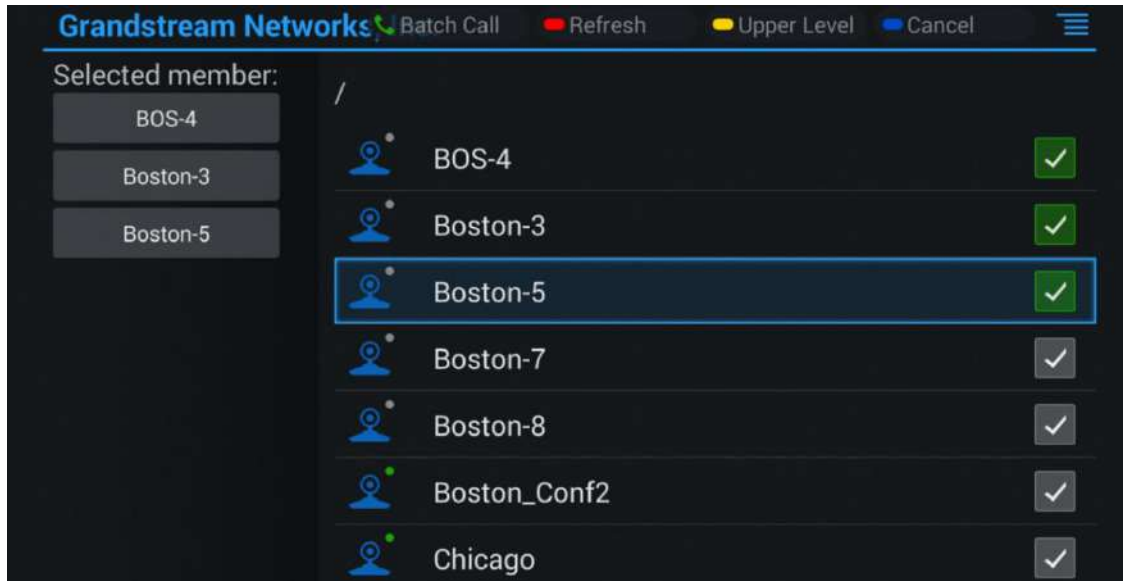 Grandstream Networks, Batch Call Refresh Upper Level Cancel
Selected member:
BOS-4
Boston-3
Boston-5
/
BOS-4
Boston-3
Boston-5
Boston-7
Boston-8
Boston_Conf2
Chicago